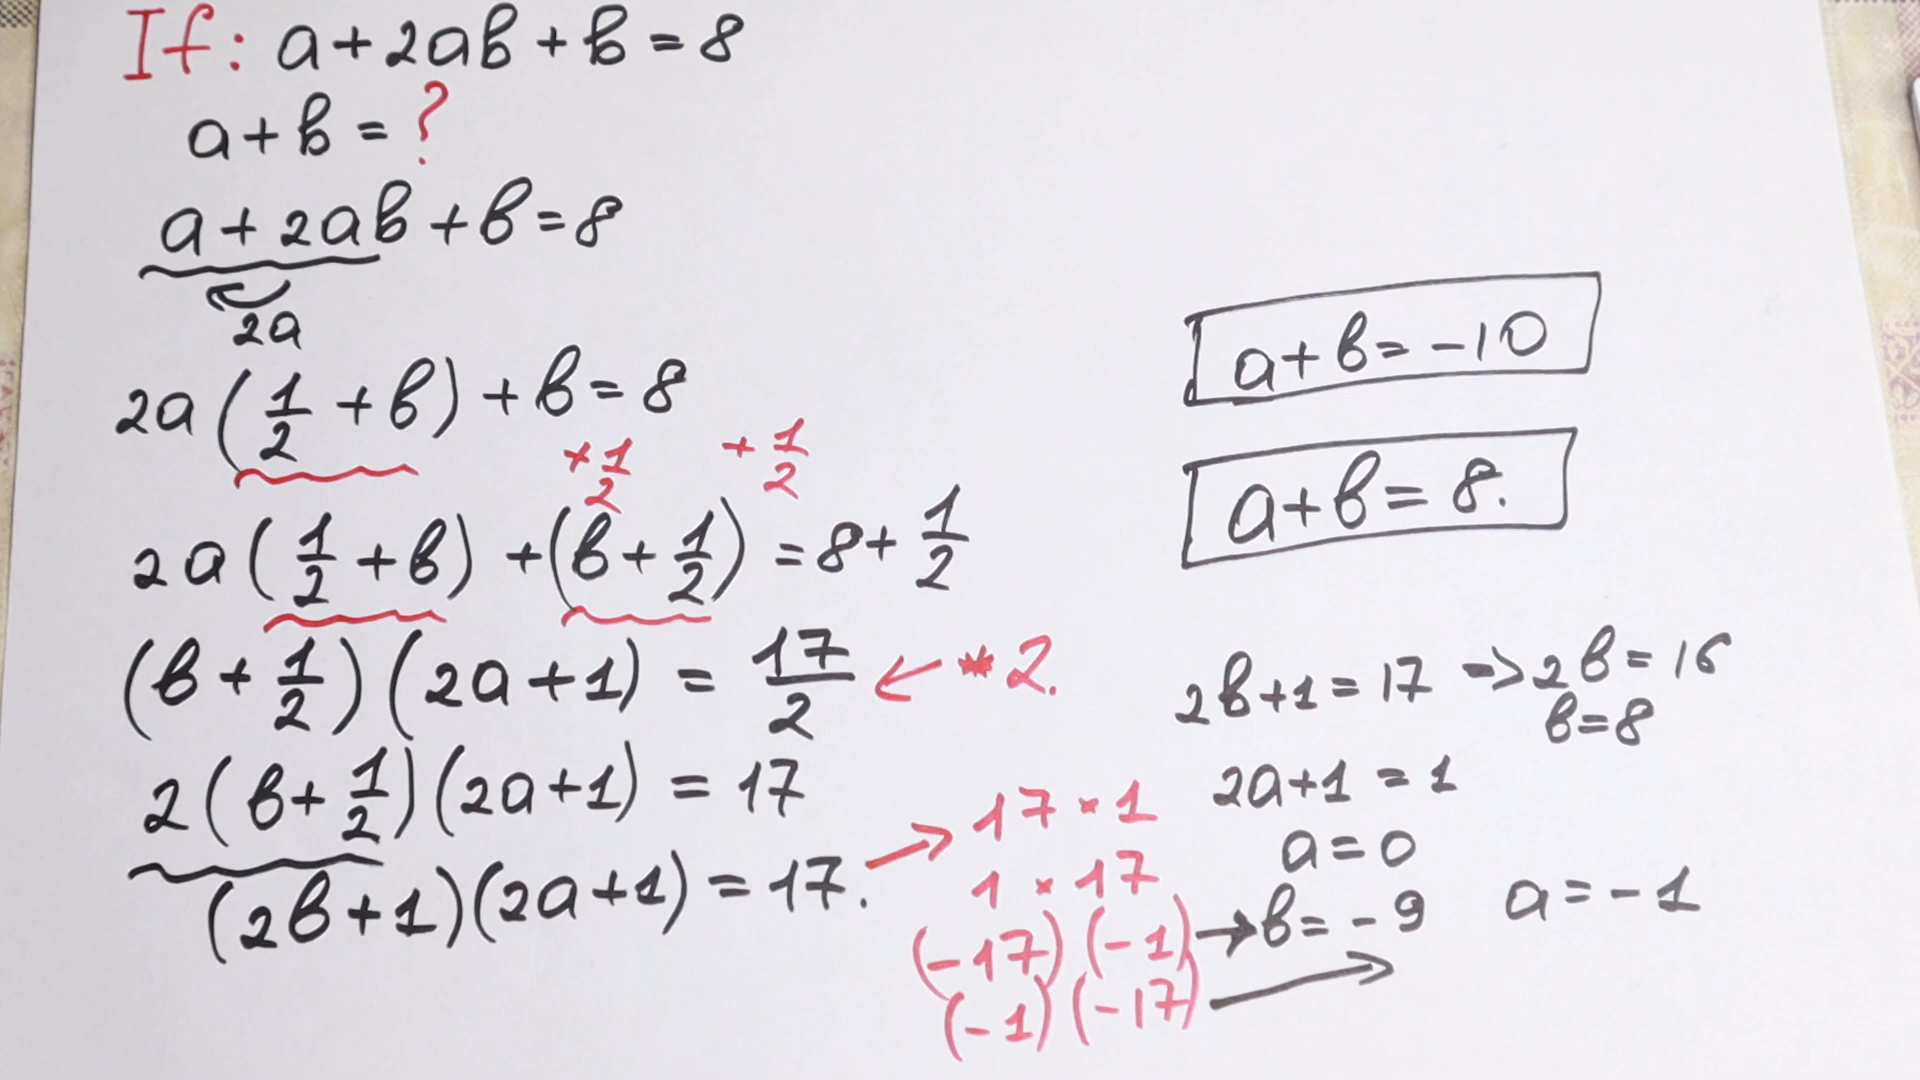 If: a+2ab+b=8
a+b=?
a+2ab+b=8
2a
2a(1/2+b)+b=8
+1/2 +1/2
2a(1/2+b)+(b+1/2)=8+1/2
(b+1/2)(2a+1)=17/2 ← *2.
2(b+1/2)(2a+1)=17
(2b+1)(2a+1)=17. →
17*1
1*17
(-17)(-1) → b=-9 a=-1
(-1)(-17) →
a+b=-10
a+b=8.
2b+1=17 => 2b=16
b=8
2a+1=1
a=0